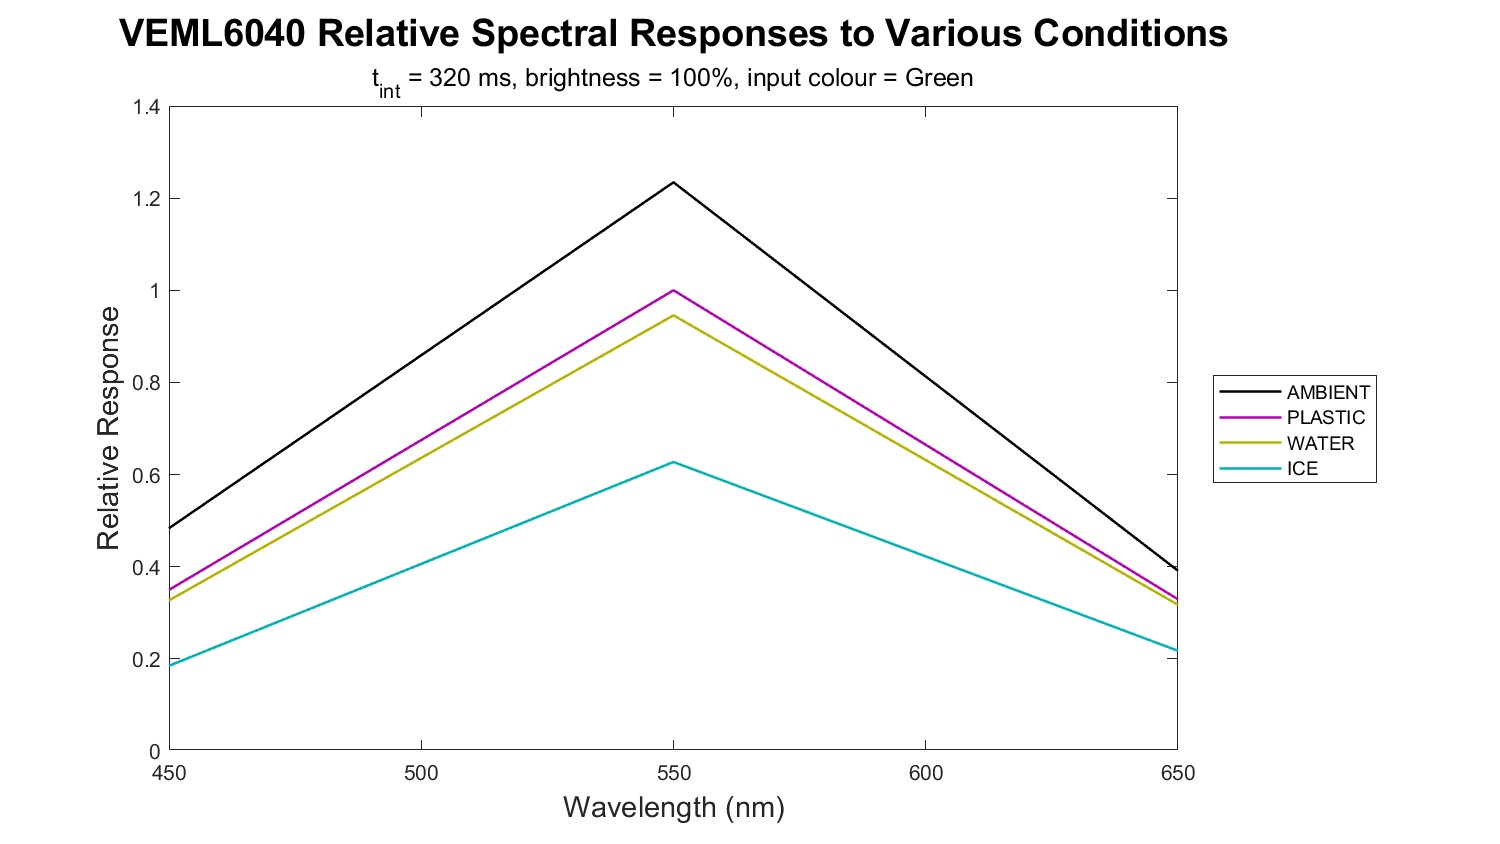 VEML6040 Relative Spectral Responses to Various Conditions
t_int = 320 ms, brightness = 100%, input colour = Green
1.4
1.2
1
0.8
0.6
0.4
0.2
0
Relative Response
450 500 550 600 650
Wavelength (nm)
AMBIENT
PLASTIC
WATER
ICE